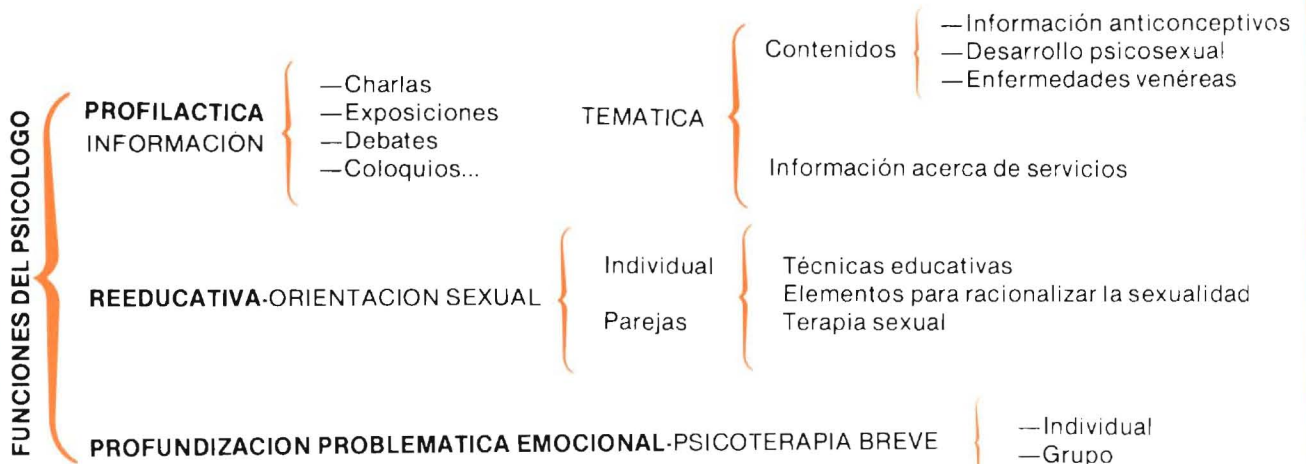 FUNCIONES DEL PSICOLOGO
PROFILACTICA
INFORMACIÓN
—Charlas
—Exposiciones
—Debates
—Coloquios...
TEMATICA
Contenidos
—Información anticonceptivos
—Desarrollo psicosexual
—Enfermedades venéreas
Información acerca de servicios
REEDUCATIVA-ORIENTACION SEXUAL
Individual
Parejas
Técnicas educativas
Elementos para racionalizar la sexualidad
Terapia sexual
PROFUNDIZACION PROBLEMATICA EMOCIONAL-PSICOTERAPIA BREVE
—Individual
—Grupo